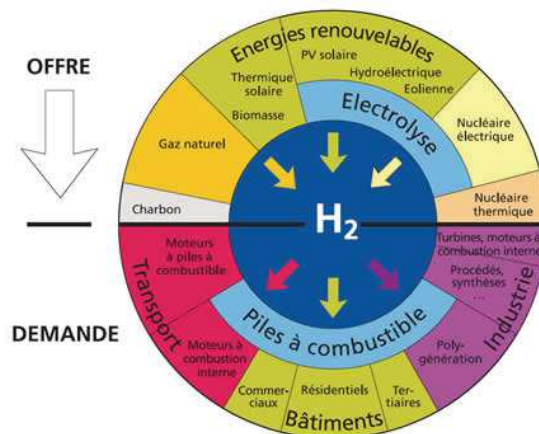 OFFRE
Energies renouvelables
PV solaire
Hydroélectrique
Eolienne
Thermique
solaire
Biomasse
Electrolyse
Nucléaire
électrique
Gaz naturel
Charbon
Nucléaire
thermique
H2
DEMANDE
Transport
Moteurs
à piles à
combustible
Moteurs à
combustion
interne
Piles à combustible
Turbines, moteurs à
combustion interne
Procédés,
synthèses
...
Industrie
Poly-
génération
Commer-
ciaux
Résidentiels
Ter-
tiaires
Bâtiments